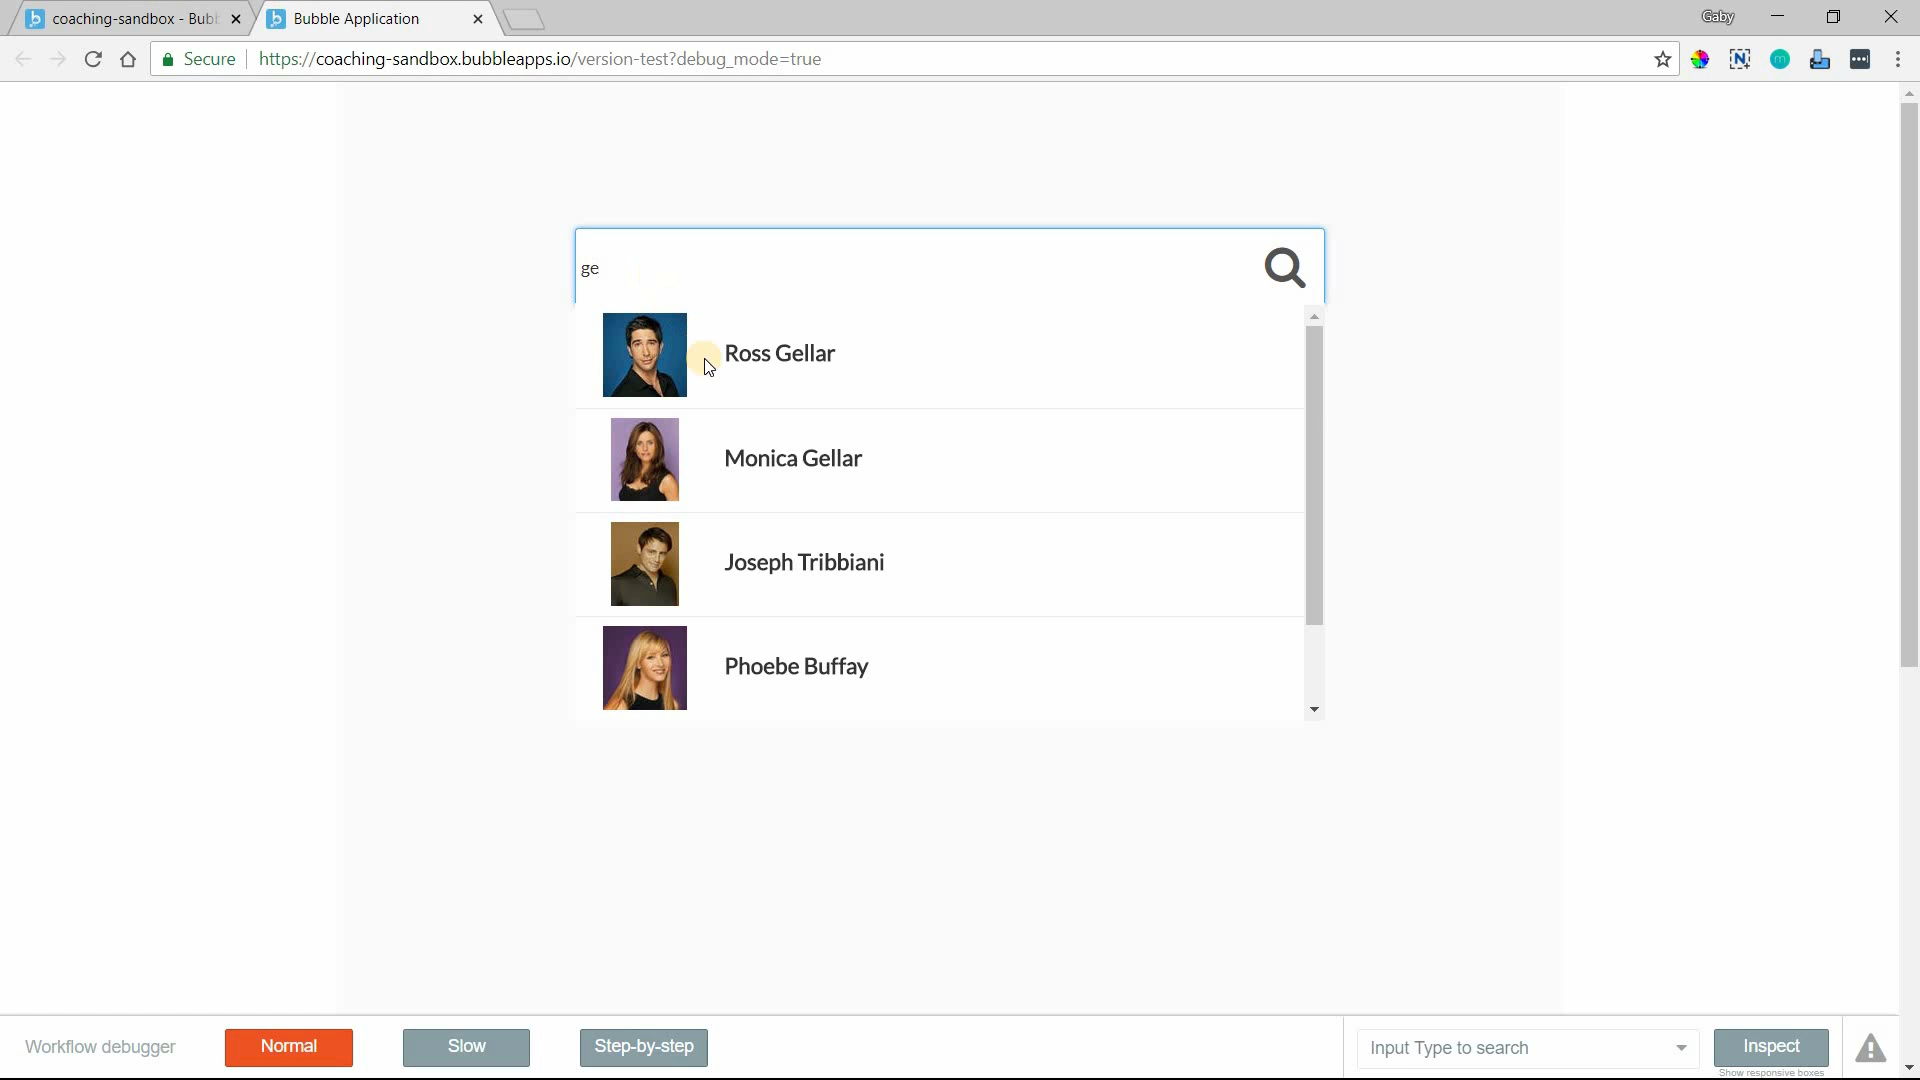 coaching-sandbox - Bubb
Bubble Application
Gaby
Secure
https://coaching-sandbox.bubbleapps.io/version-test?debug_mode=true
ge
Ross Gellar
Monica Gellar
Joseph Tribbiani
Phoebe Buffay
Workflow debugger
Normal
Slow
Step-by-step
Input Type to search
Inspect
Show responsive boxes